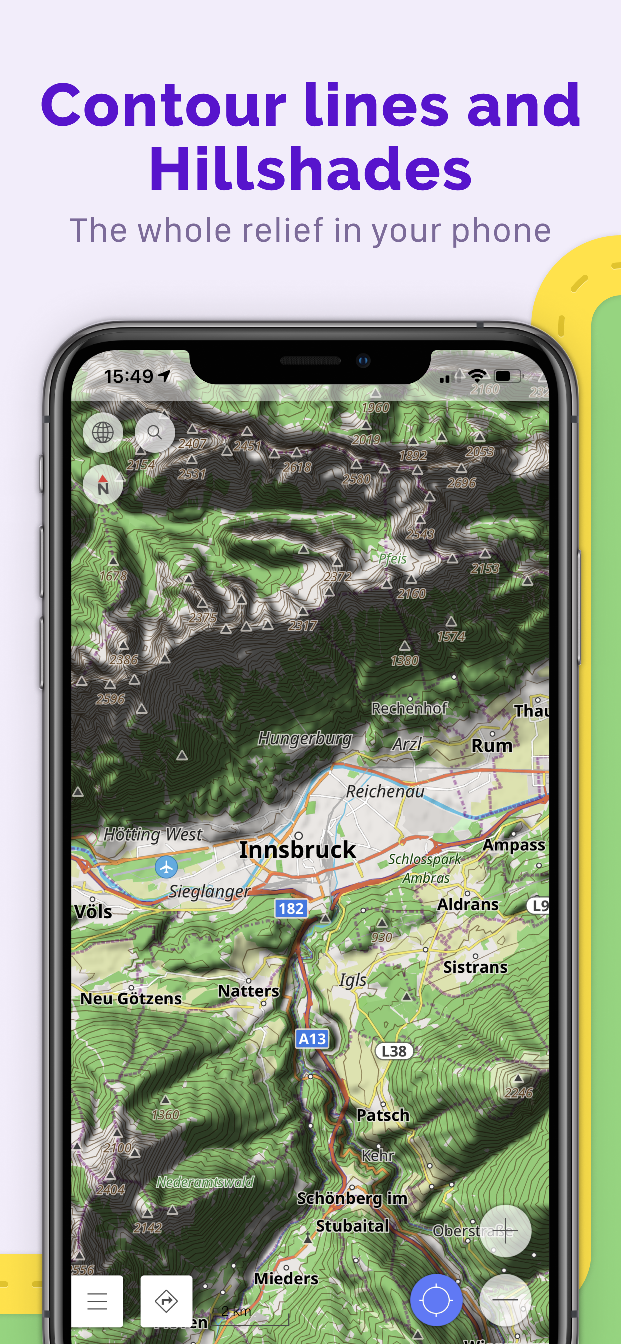 Contour lines and
Hillshades
The whole relief in your phone
15:49
2160
1960
2019
2407
2451
1892
2053
2154
2531
2618
2580
2696
2543
Pfeis
2153
1678
2372
2160
2375
2317
1574
2386
1380
2596
Rechenhof
Thau
Hungerburg
Arzl
Rum
Reichenau
Hötting West
Innsbruck
Ampass
Schlosspark
Ambras
Sieglanger
Völs
182
Aldrans
L9
930
Sistrans
Igls
Natters
Neu Götzens
A13
L38
2246
1360
Patsch
2100
Kehr
2404
Nederamtswald
Schönberg im
Stubaital
2142
Oberstraße
Mieders
2 km